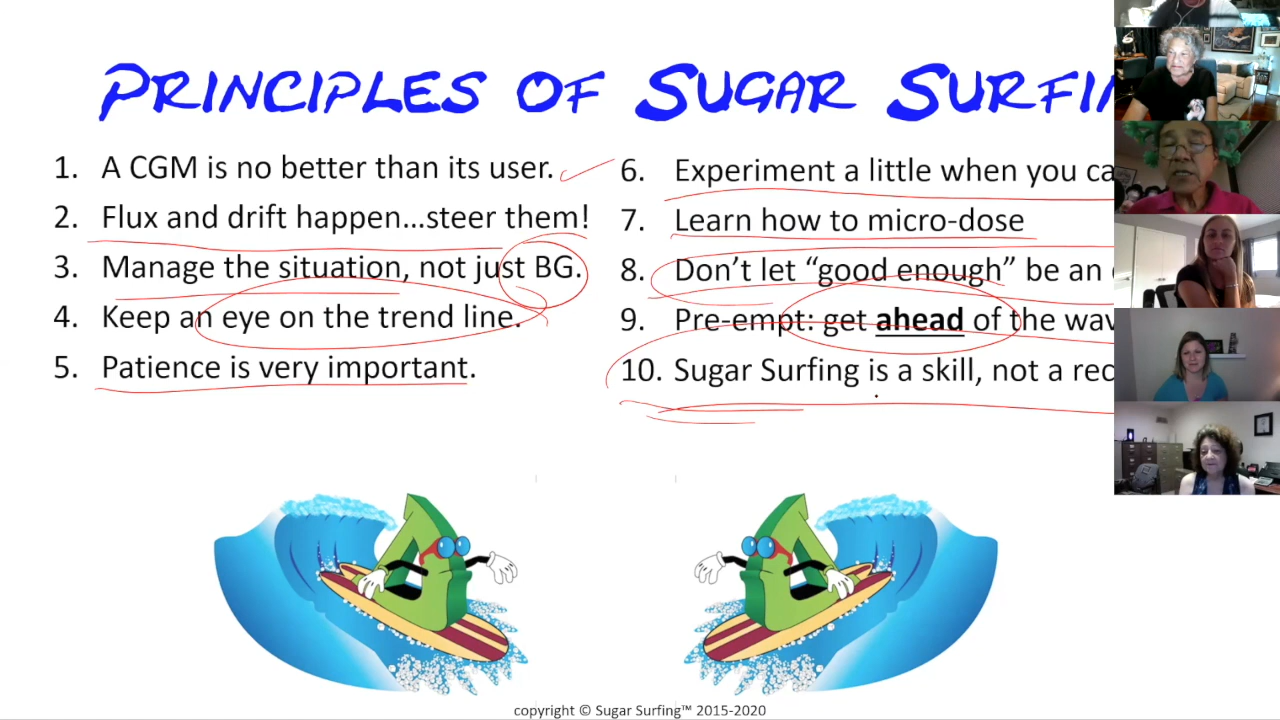 PRINCIPLES OF SUGAR SURFIN
1. A CGM is no better than its user.
2. Flux and drift happen...steer them!
3. Manage the situation, not just BG.
4. Keep an eye on the trend line.
5. Patience is very important.
6. Experiment a little when you ca
7. Learn how to micro-dose
8. Don't let “good enough” be an
9. Pre-empt: get ahead of the wav
10. Sugar Surfing is a skill, not a rec
copyright © Sugar Surfing™ 2015-2020